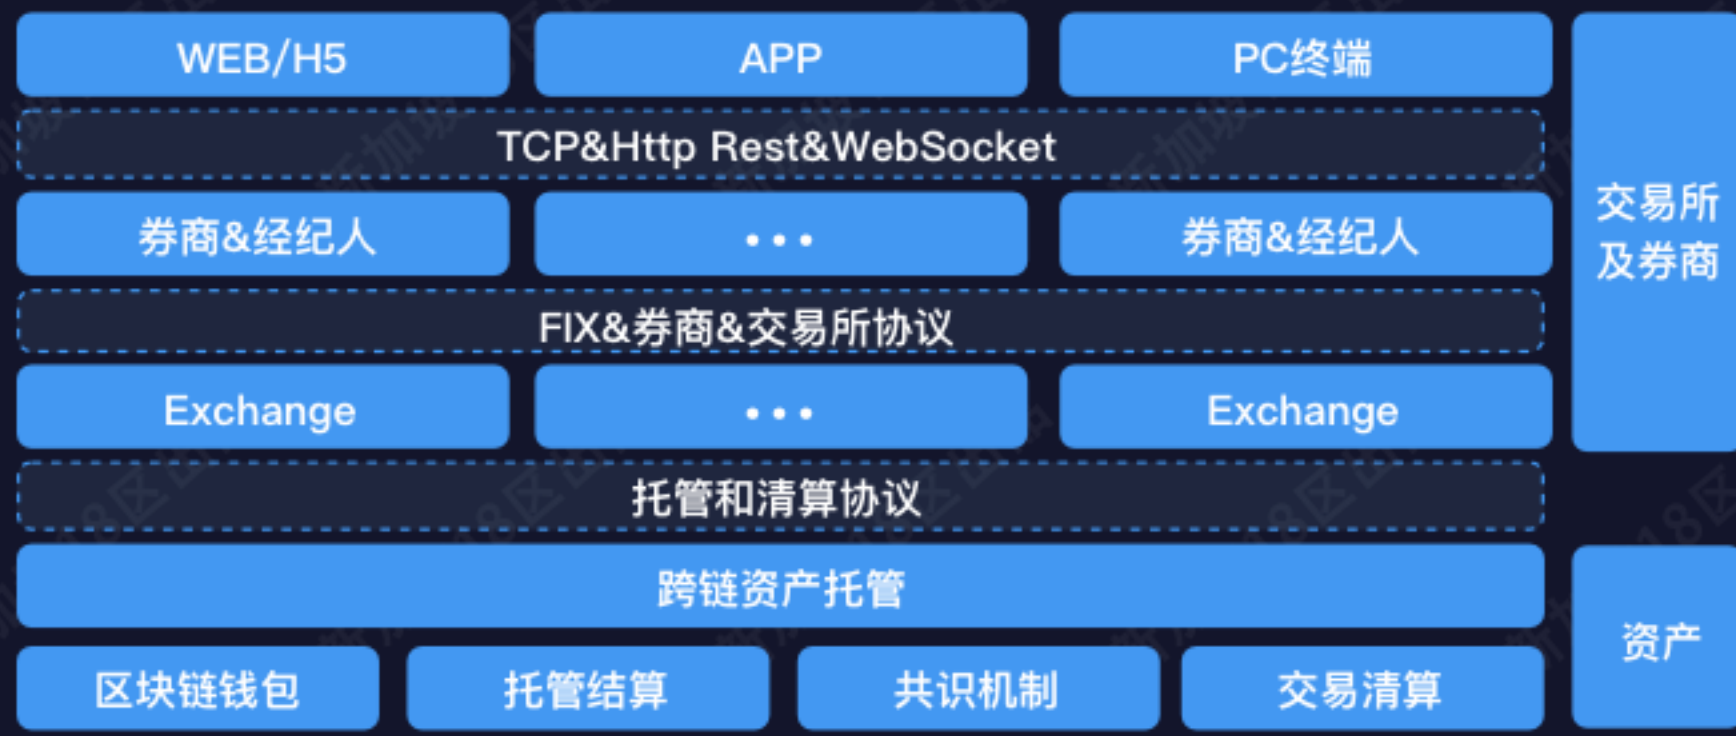 WEB/H5
APP
PC终端
TCP&Http Rest&WebSocket
券商&经纪人
...
券商&经纪人
交易所
及券商
FIX&券商&交易所协议
Exchange
...
Exchange
托管和清算协议
跨链资产托管
资产
区块链钱包
托管结算
共识机制
交易清算